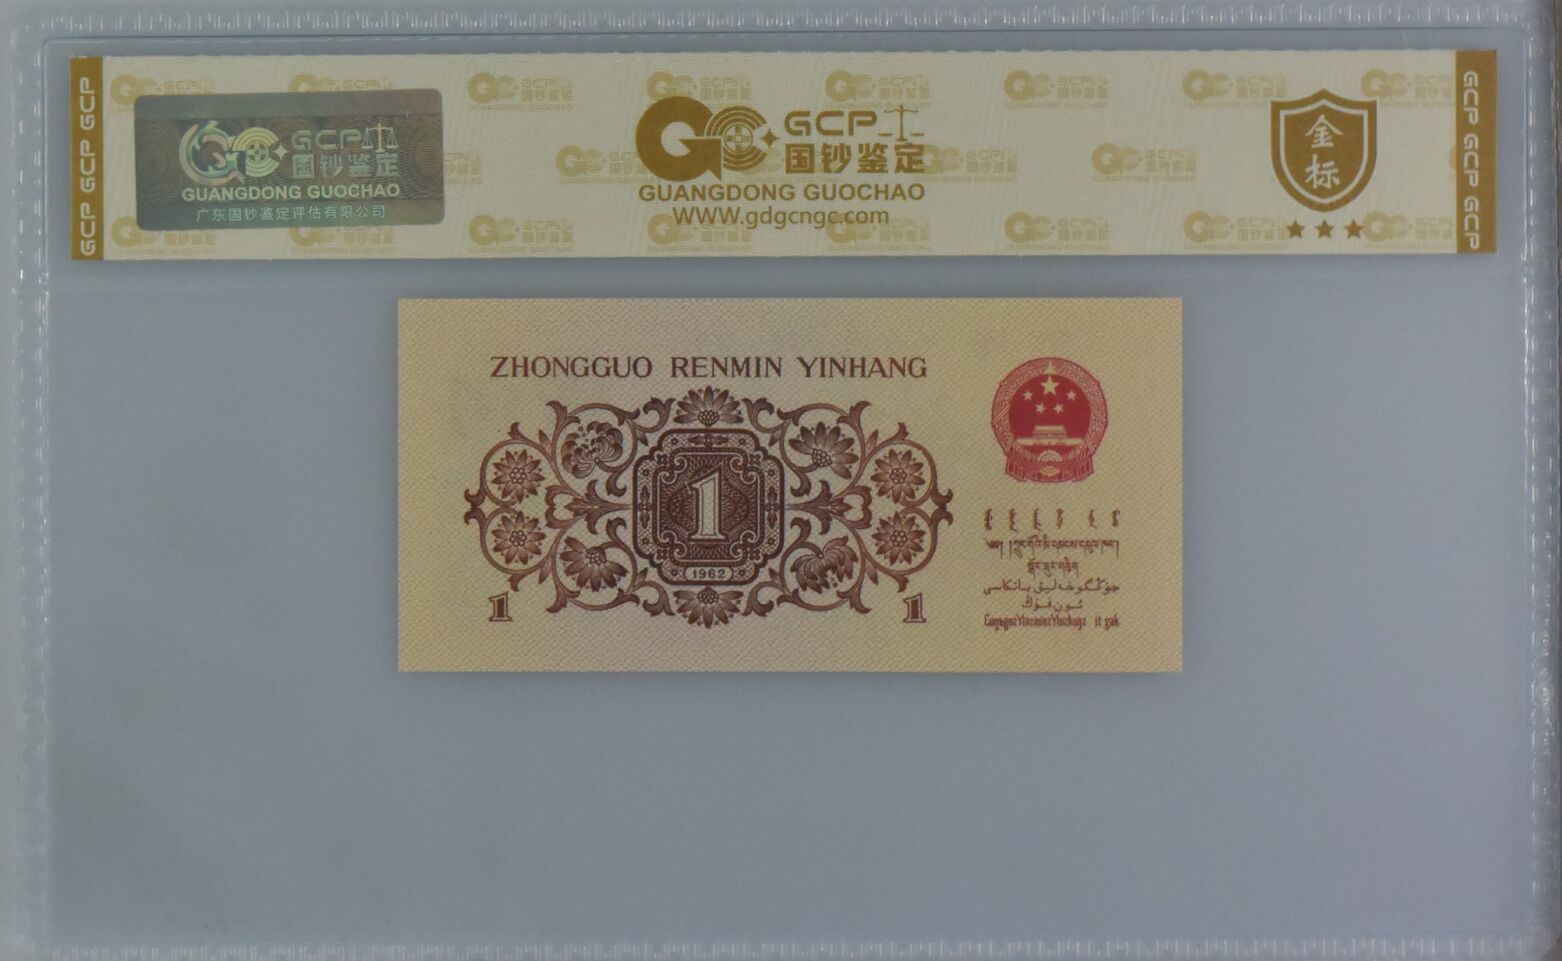 GCP GCP GCP
GCP 国钞鉴定
GUANGDONG GUOCHAO
广东国钞鉴定评估有限公司
GCP
国钞鉴定
GUANGDONG GUOCHAO
WWW.gdgcngc.com
金标
GCP GCP GCP
ZHONGGUO RENMIN YINHANG
1
1962
1
1
جۇڭگوخەلىق بانكاسى